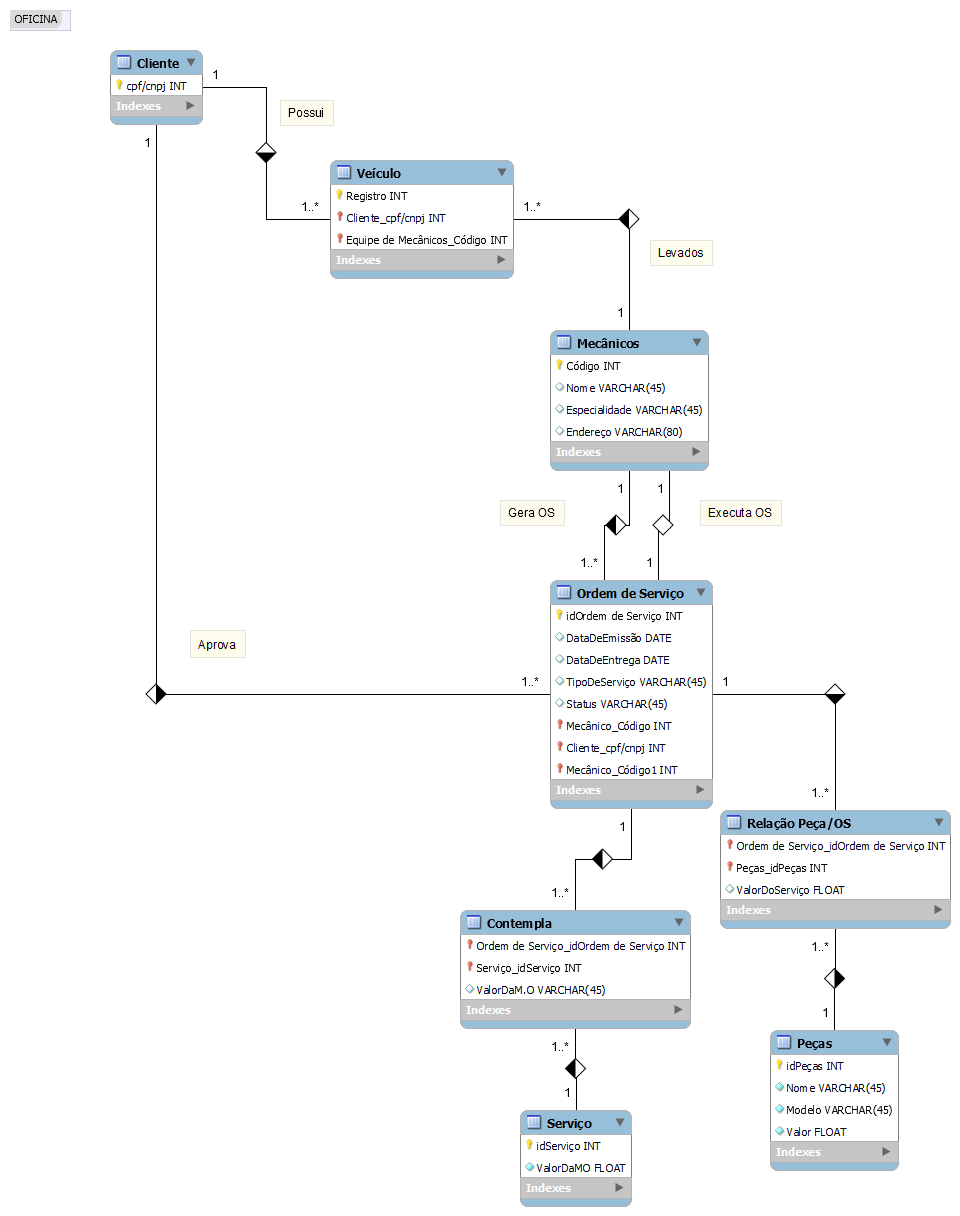 OFICINA
Cliente
cpf/cnpj INT
Indexes
1
Possui
1
Veículo
Registro INT
Cliente_cpf/cnpj INT
Equipe de Mecânicos_Código INT
Indexes
1..*
1..*
Levados
1
Mecânicos
Código INT
Nome VARCHAR(45)
Especialidade VARCHAR(45)
Endereço VARCHAR(80)
Indexes
1
1
Gera OS
Executa OS
1..*
1
Ordem de Serviço
idOrdem de Serviço INT
DataDeEmissão DATE
DataDeEntrega DATE
TipoDeServiço VARCHAR(45)
Status VARCHAR(45)
Mecânico_Código INT
Cliente_cpf/cnpj INT
Mecânico_Código1 INT
Indexes
Aprova
1..*
1
1
1..*
Relação Peça/OS
Ordem de Serviço_idOrdem de Serviço INT
Peças_idPeças INT
ValorDoServiço FLOAT
Indexes
1..*
Contempla
Ordem de Serviço_idOrdem de Serviço INT
Serviço_idServiço INT
ValorDaM.O VARCHAR(45)
Indexes
1..*
1
Peças
idPeças INT
Nome VARCHAR(45)
Modelo VARCHAR(45)
Valor FLOAT
Indexes
1..*
1
Serviço
idServiço INT
ValorDaMO FLOAT
Indexes